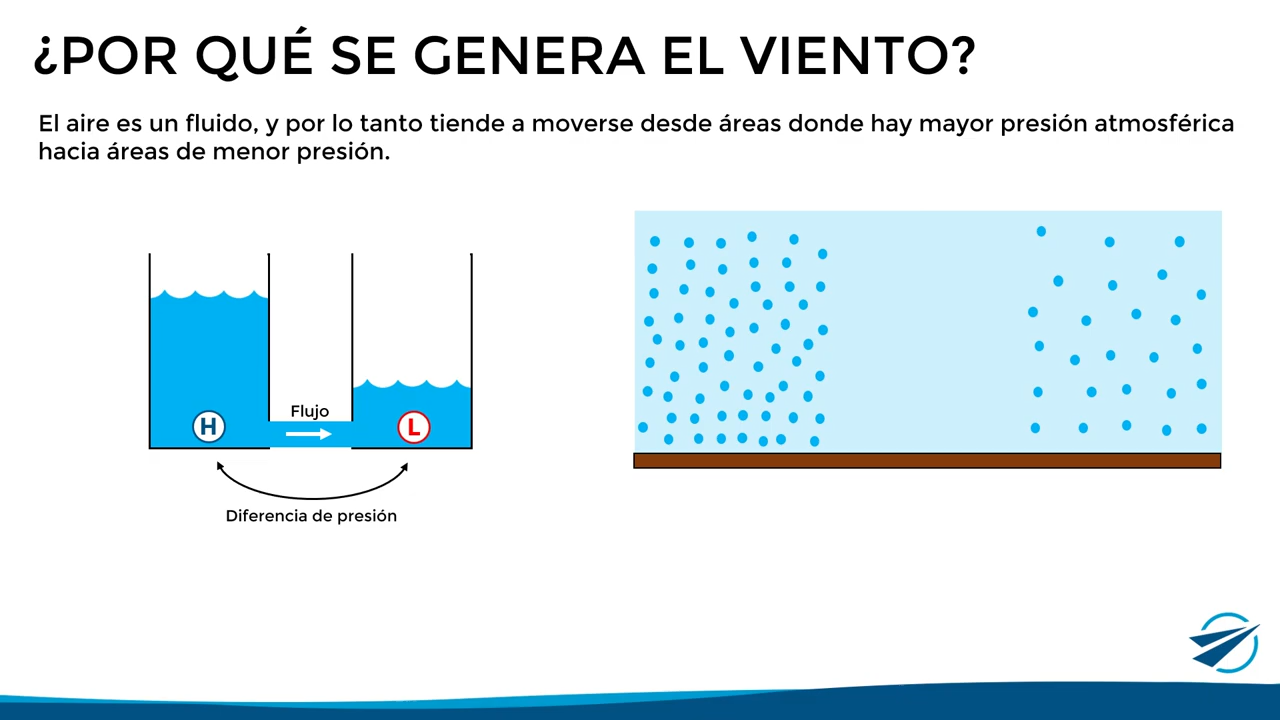 ¿POR QUÉ SE GENERA EL VIENTO?
El aire es un fluido, y por lo tanto tiende a moverse desde áreas donde hay mayor presión atmosférica
hacia áreas de menor presión.
Flujo
H
L
Diferencia de presión